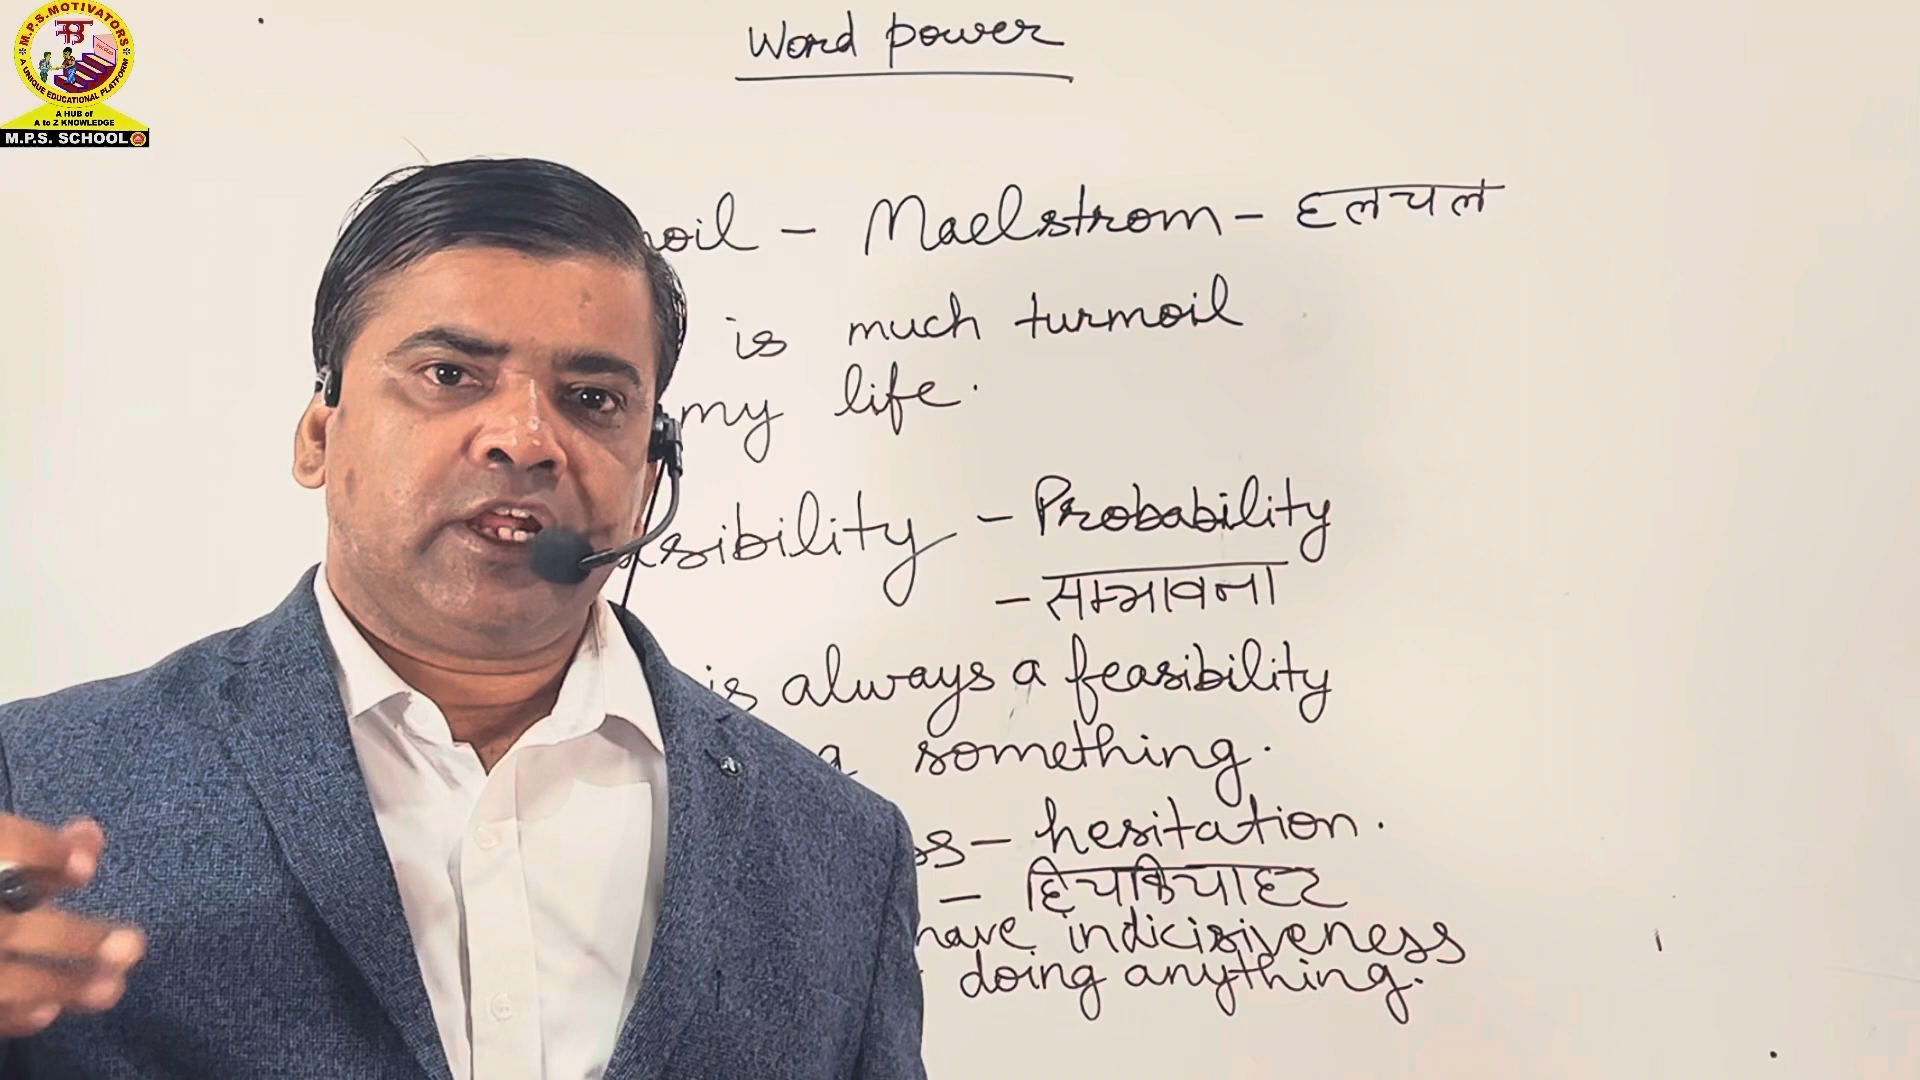 M.P.S. MOTIVATORS
A UNIQUE EDUCATIONAL PLATFORM
A HUB of
A to Z KNOWLEDGE
M.P.S. SCHOOL
Word power
oil - Maelstrom - हलचल
is much turmoil
my life.
sibility - Probability
- सम्भावना
is always a feasibility
something.
ss - hesitation.
- हिचकिचाहट
have indicisiveness
doing anything.